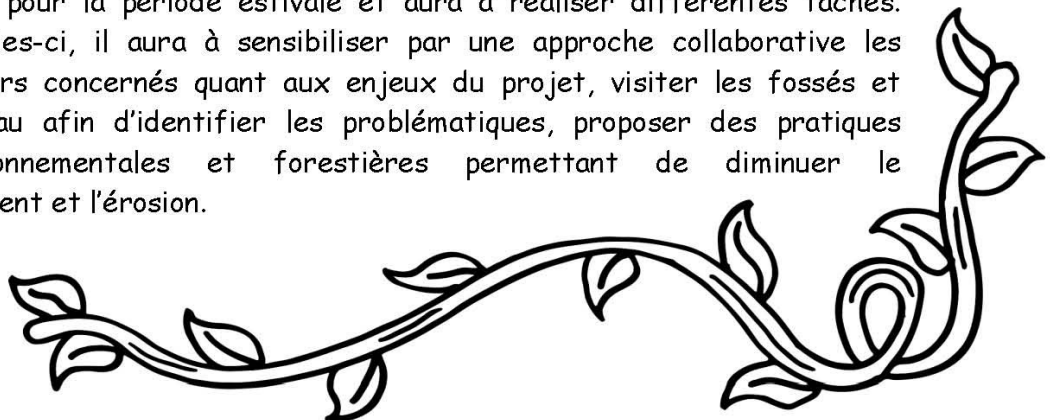 pour la période estivale et aura à réaliser différentes tâches.
es-ci, il aura à sensibiliser par une approche collaborative les
rs concernés quant aux enjeux du projet, visiter les fossés et
au afin d'identifier les problématiques, proposer des pratiques
onnementales et forestières permettant de diminuer le
ent et l'érosion.